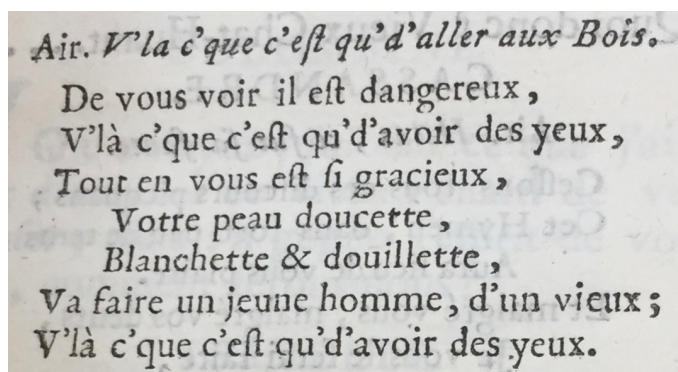 Air. V'la c'que c'eſt qu'd'aller aux Bois.
De vous voir il eſt dangereux,
V'là c'que c'eſt qu'd'avoir des yeux,
Tout en vous eſt ſi gracieux,
Votre peau doucette,
Blanchette & douillette,
Va faire un jeune homme, d'un vieux;
V'là c'que c'eſt qu'd'avoir des yeux.